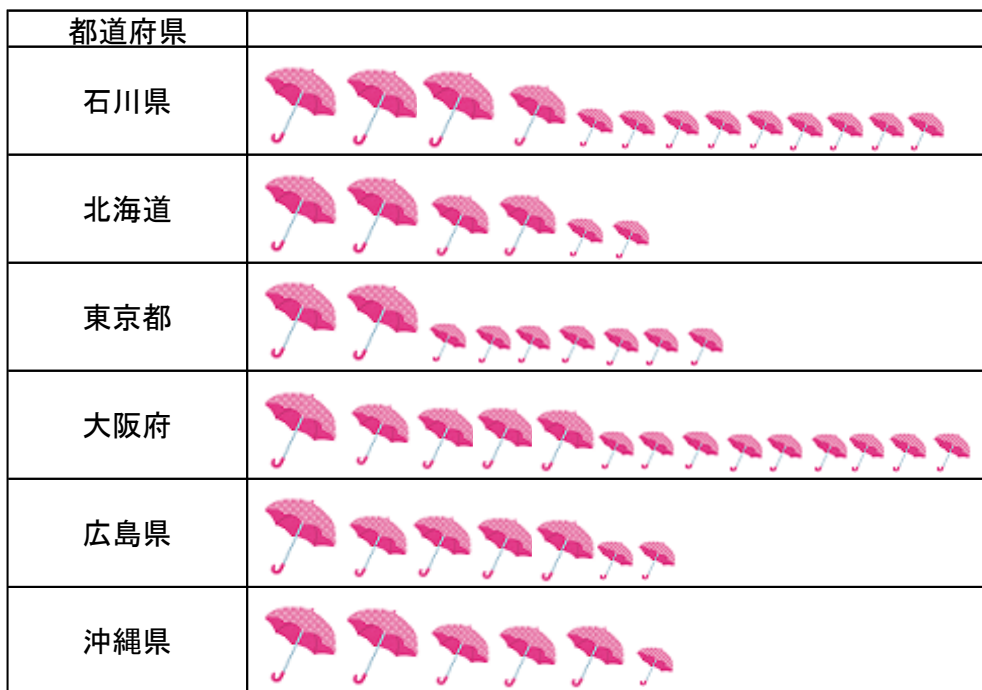 都道府県
石川県
北海道
東京都
大阪府
広島県
沖縄県